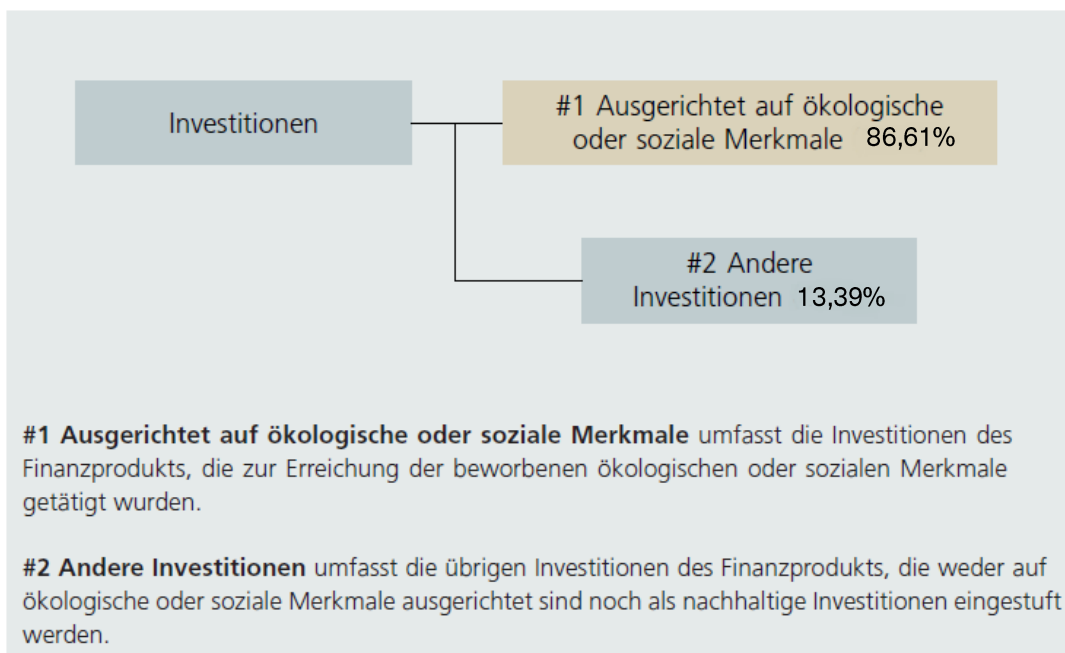 Investitionen
#1 Ausgerichtet auf ökologische
oder soziale Merkmale 86,61%
#2 Andere
Investitionen 13,39%
#1 Ausgerichtet auf ökologische oder soziale Merkmale umfasst die Investitionen des
Finanzprodukts, die zur Erreichung der beworbenen ökologischen oder sozialen Merkmale
getätigt wurden.
#2 Andere Investitionen umfasst die übrigen Investitionen des Finanzprodukts, die weder auf
ökologische oder soziale Merkmale ausgerichtet sind noch als nachhaltige Investitionen eingestuft
werden.